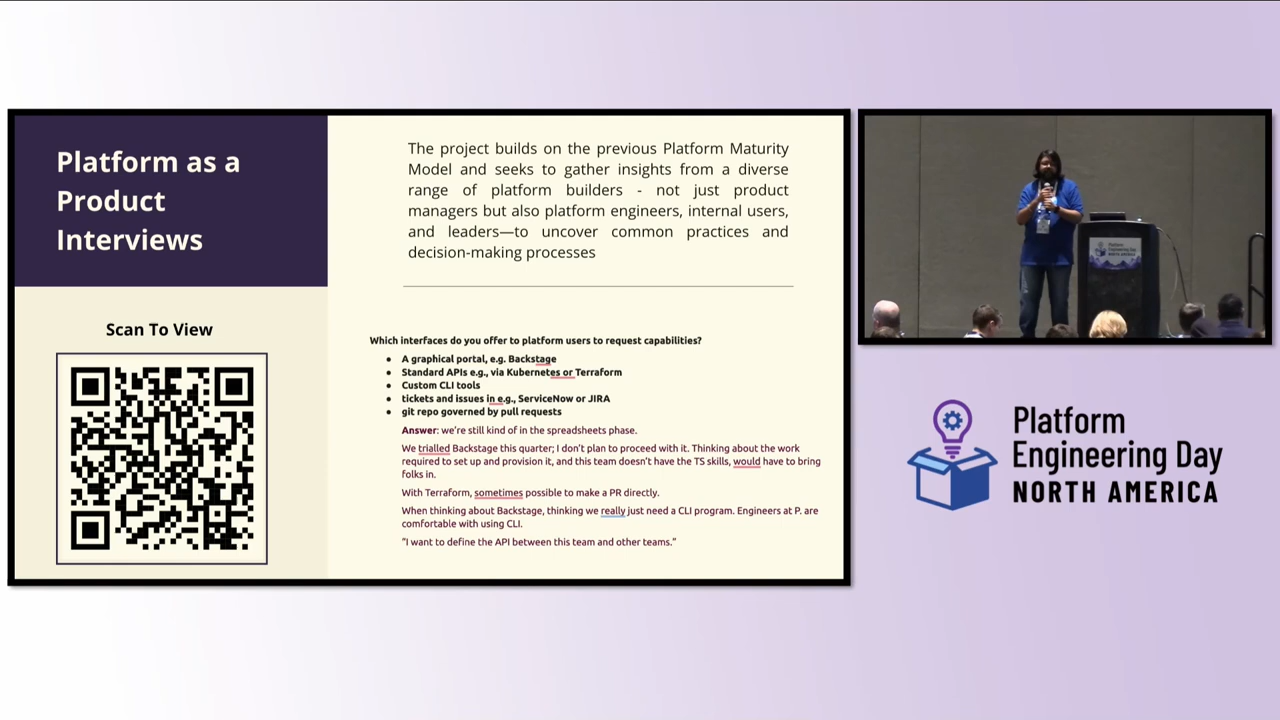 Platform as a
Product
Interviews
Scan To View
The project builds on the previous Platform Maturity
Model and seeks to gather insights from a diverse
range of platform builders - not just product
managers but also platform engineers, internal users,
and leaders—to uncover common practices and
decision-making processes
Which interfaces do you offer to platform users to request capabilities?
● A graphical portal, e.g. Backstage
● Standard APIs e.g., via Kubernetes or Terraform
● Custom CLI tools
● tickets and issues in e.g., ServiceNow or JIRA
● git repo governed by pull requests
Answer: we're still kind of in the spreadsheets phase.
We trialled Backstage this quarter; I don't plan to proceed with it. Thinking about the work
required to set up and provision it, and this team doesn't have the TS skills, would have to bring
folks in.
With Terraform, sometimes possible to make a PR directly.
When thinking about Backstage, thinking we really just need a CLI program. Engineers at P. are
comfortable with using CLI.
"I want to define the API between this team and other teams."
Platform
Engineering Day
NORTH AMERICA
Platform
Engineering Day
NORTH AMERICA